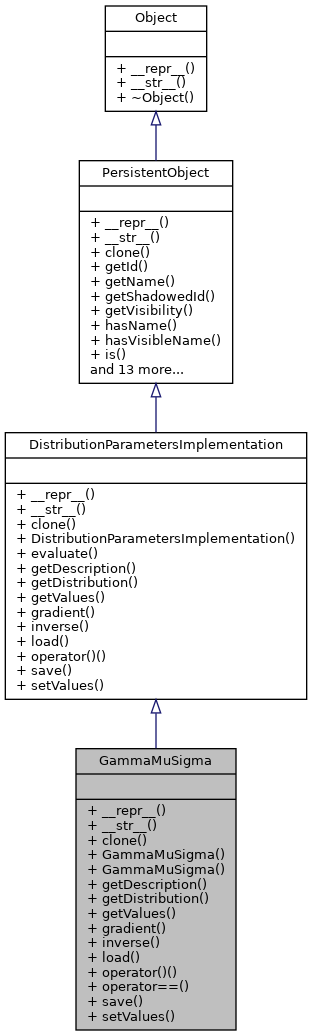 Object
+ __repr__()
+ __str__()
+ ~Object()
PersistentObject
+ __repr__()
+ __str__()
+ clone()
+ getId()
+ getName()
+ getShadowedId()
+ getVisibility()
+ hasName()
+ hasVisibleName()
+ is()
and 13 more...
DistributionParametersImplementation
+ __repr__()
+ __str__()
+ clone()
+ DistributionParametersImplementation()
+ evaluate()
+ getDescription()
+ getDistribution()
+ getValues()
+ gradient()
+ inverse()
+ load()
+ operator()()
+ save()
+ setValues()
GammaMuSigma
+ __repr__()
+ __str__()
+ clone()
+ GammaMuSigma()
+ GammaMuSigma()
+ getDescription()
+ getDistribution()
+ getValues()
+ gradient()
+ inverse()
+ load()
+ operator()()
+ operator==()
+ save()
+ setValues()